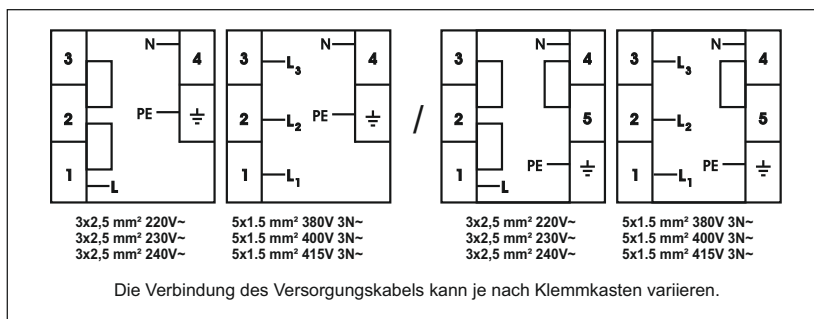 3 N 4
2 PE
1 L
3x2,5 mm² 220V~
3x2,5 mm² 230V~
3x2,5 mm² 240V~
3 L3 N 4
2 L2 PE
1 L1
5x1.5 mm² 380V 3N~
5x1.5 mm² 400V 3N~
5x1.5 mm² 415V 3N~
/
3 N 4
2 5
1 L PE
3x2,5 mm² 220V~
3x2,5 mm² 230V~
3x2,5 mm² 240V~
3 L3 N 4
2 L2 5
1 L1 PE
5x1.5 mm² 380V 3N~
5x1.5 mm² 400V 3N~
5x1.5 mm² 415V 3N~
Die Verbindung des Versorgungskabels kann je nach Klemmkasten variieren.